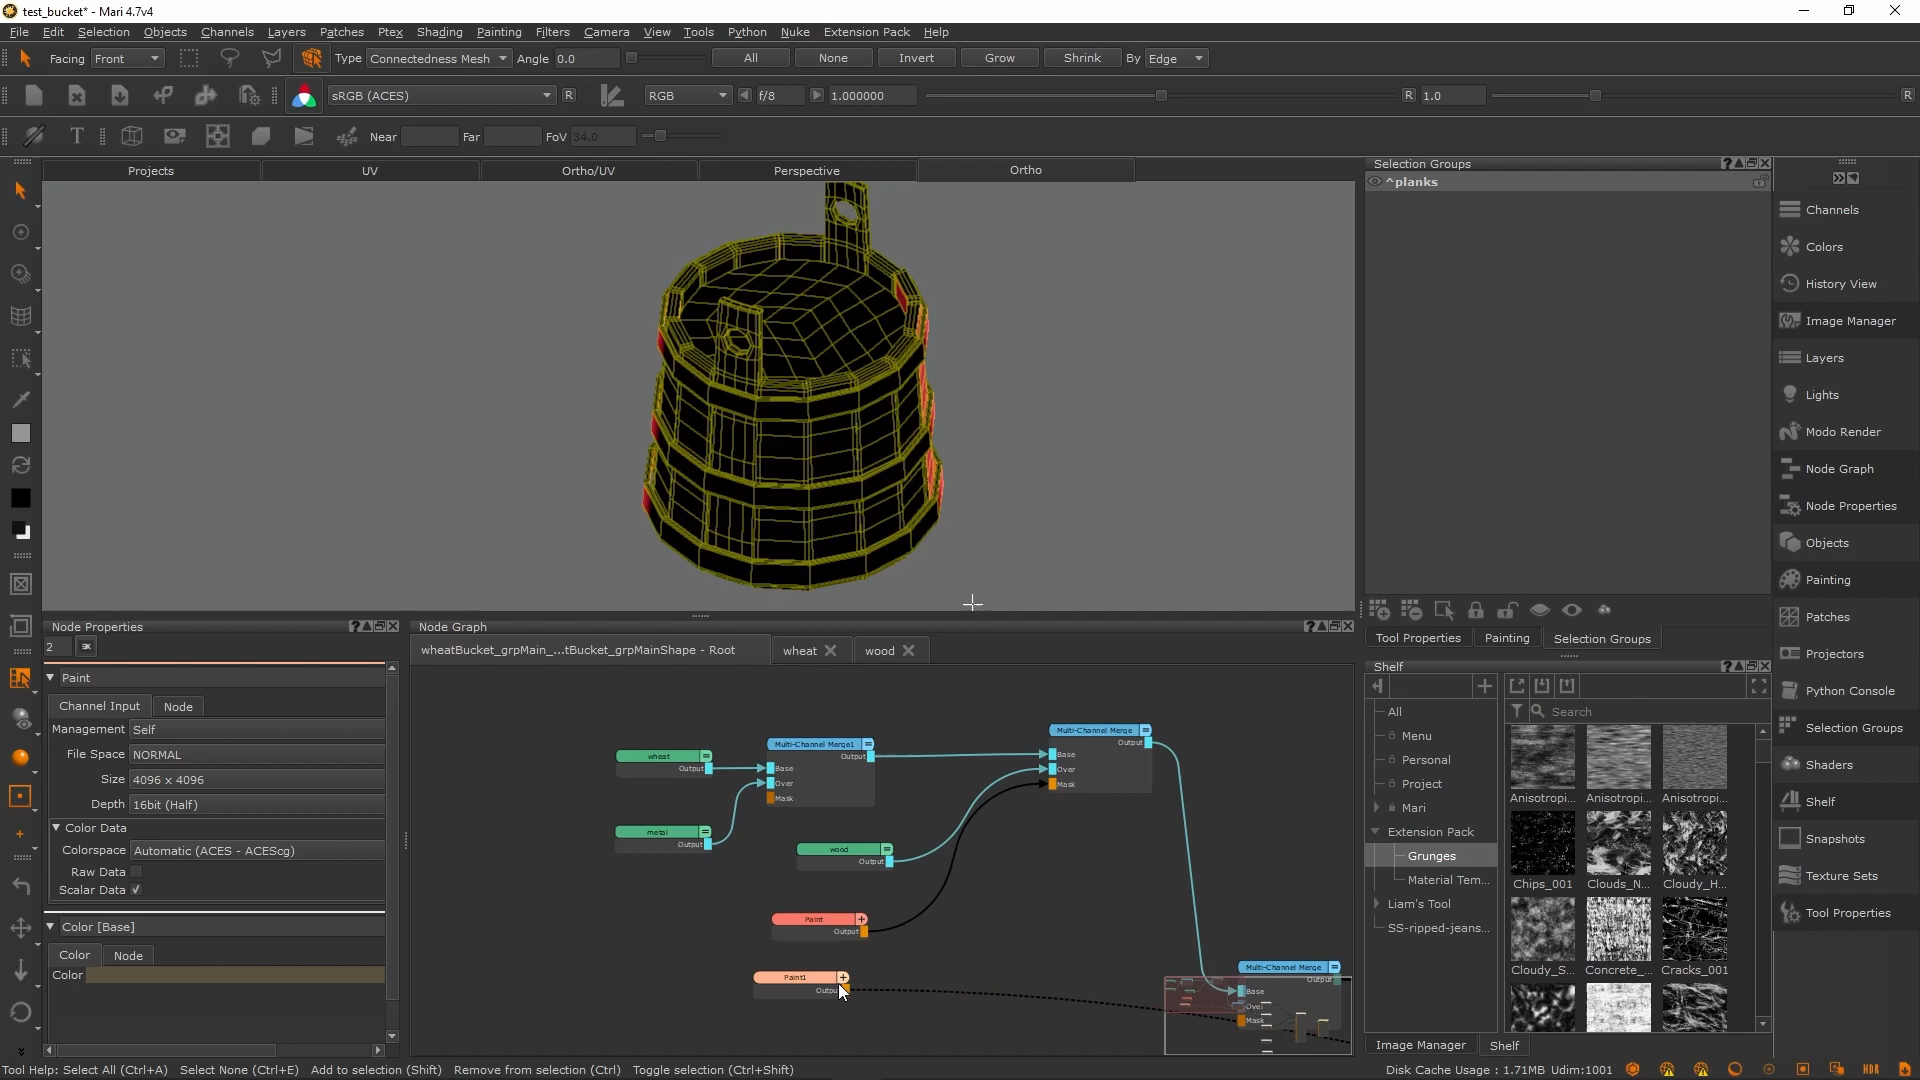 test_bucket* - Mari 4.7v4
File Edit Selection Objects Channels Layers Patches Ptex Shading Painting Filters Camera View Tools Python Nuke Extension Pack Help
Facing Front Type Connectedness Mesh Angle 0.0 All None Invert Grow Shrink By Edge
sRGB (ACES) R RGB f/8 1.000000 R 1.0 R
T Near Far FoV 34.0
Projects UV Ortho/UV Perspective Ortho
Selection Groups
^planks
Channels
Colors
History View
Image Manager
Layers
Lights
Modo Render
Node Graph
Node Properties
Objects
Painting
Patches
Projectors
Python Console
Selection Groups
Shaders
Shelf
Snapshots
Texture Sets
Tool Properties
Tool Properties Painting Selection Groups
Node Properties
2
Paint
Channel Input Node
Management Self
File Space NORMAL
Size 4096 x 4096
Depth 16bit (Half)
Color Data
Colorspace Automatic (ACES - ACEScg)
Raw Data
Scalar Data
Color [Base]
Color Node
Color
Node Graph
wheatBucket_grpMain_...tBucket_grpMainShape - Root wheat wood
wheat
Output
metal
Output
Multi-Channel Merge1
Output
Base
Over
Mask
wood
Output
Paint
Output
Paint1
Outpu
Multi-Channel Merge
Output
Base
Over
Mask
Multi-Channel Merge
Output
Base
Over
Mask
Shelf
Search
All
Menu
Personal
Project
Mari
Extension Pack
Grunges
Material Tem...
Liam's Tool
SS-ripped-jeans...
Anisotropi... Anisotropi... Anisotropi...
Chips_001 Clouds_N... Cloudy_H...
Cloudy_S... Concrete_... Cracks_001
Image Manager Shelf
Tool Help: Select All (Ctrl+A) Select None (Ctrl+E) Add to selection (Shift) Remove from selection (Ctrl) Toggle selection (Ctrl+Shift)
Disk Cache Usage : 1.71MB Udim:1001 HDR